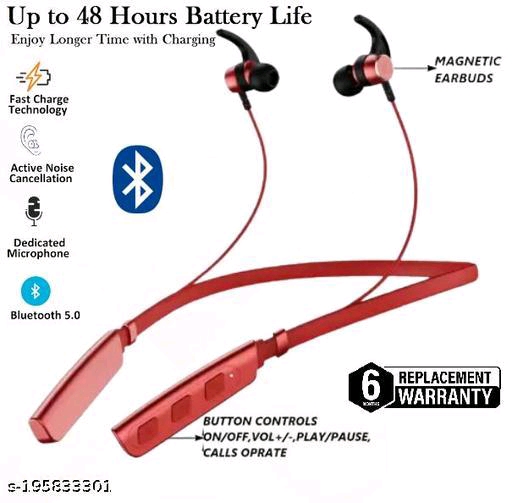 Up to 48 Hours Battery Life
Enjoy Longer Time with Charging
MAGNETIC
EARBUDS
Fast Charge
Technology
Active Noise
Cancellation
Dedicated
Microphone
Bluetooth 5.0
6
MONTHS
REPLACEMENT
WARRANTY
BUTTON CONTROLS
ON/OFF,VOL+/-,PLAY/PAUSE,
CALLS OPRATE
s-195833301